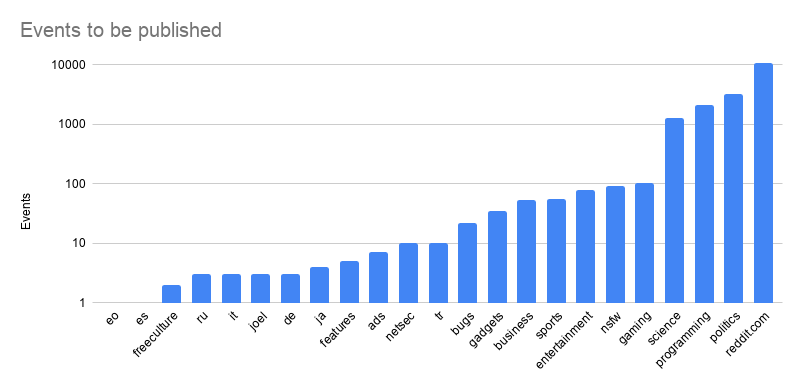 Events to be published
10000
1000
100
10
1
Events
eo
es
freeculture
ru
it
joel
de
ja
features
ads
netsec
tr
bugs
gadgets
business
sports
entertainment
nsfw
gaming
science
programming
politics
reddit.com